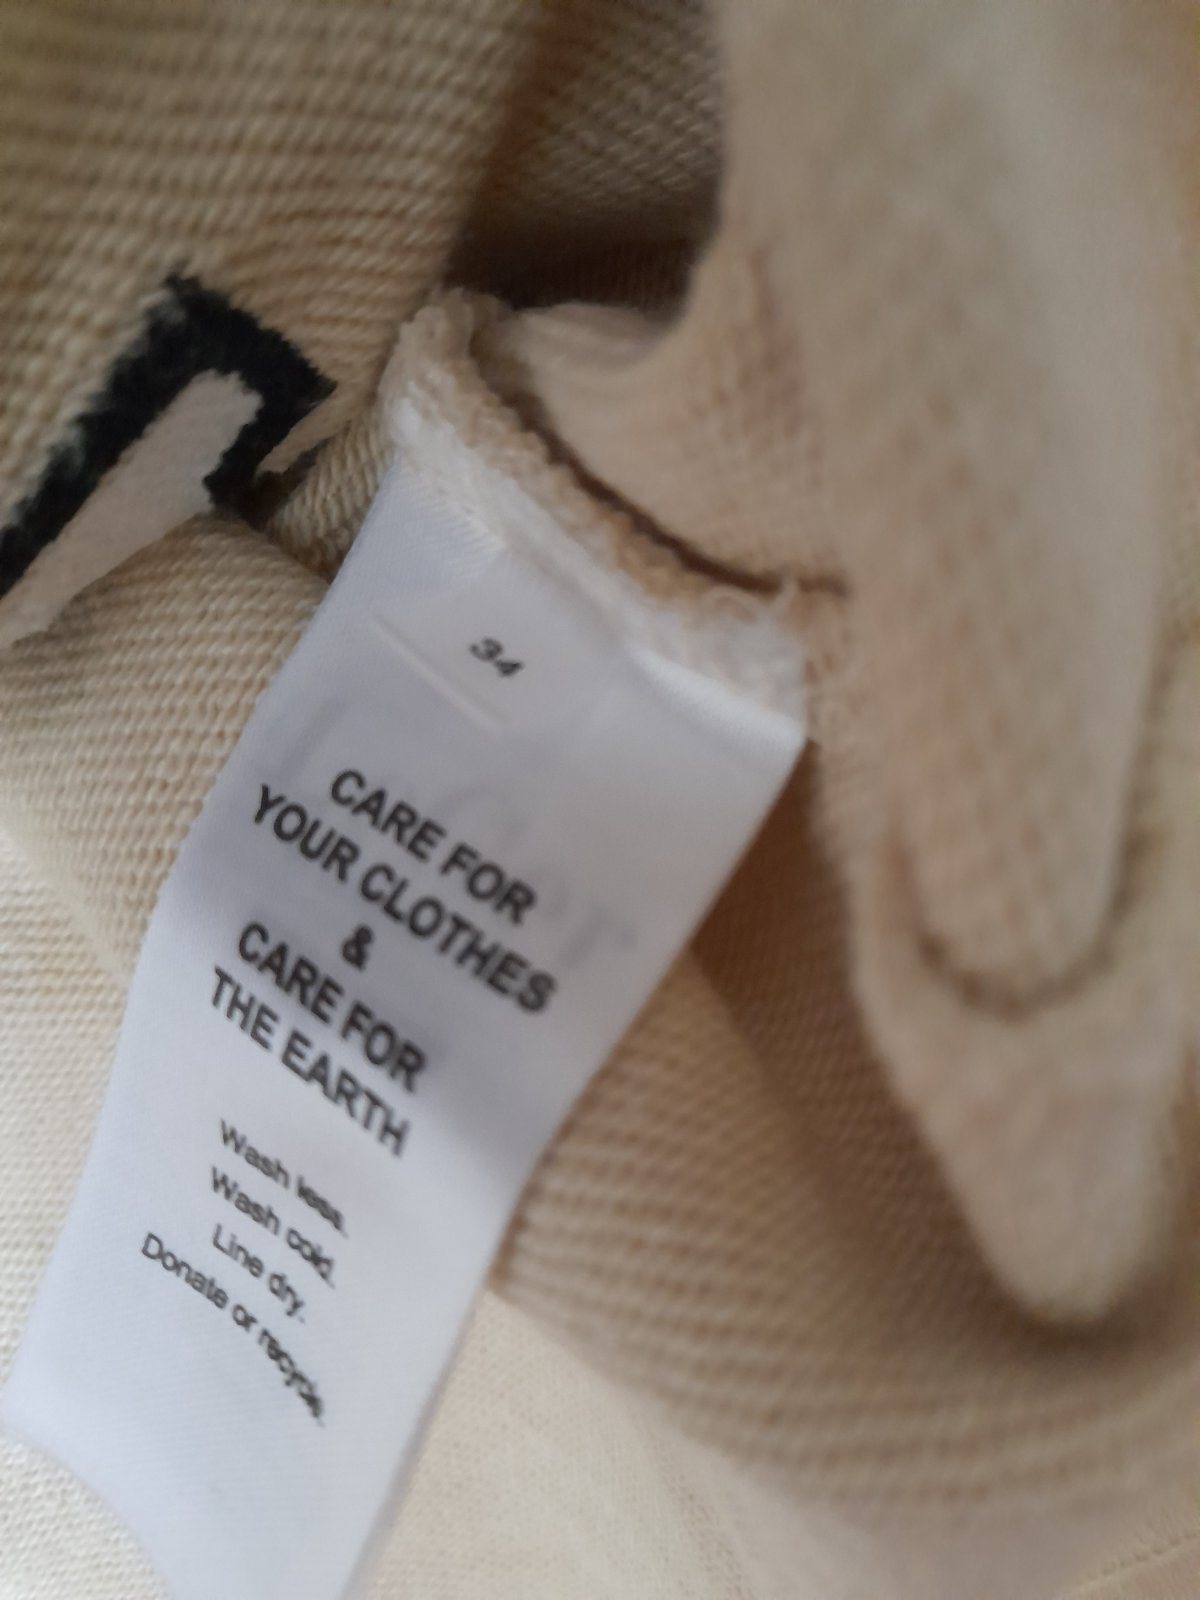 34
CARE FOR
YOUR CLOTHES
&
CARE FOR
THE EARTH
Wash less.
Wash cold.
Line dry.
Donate or recycle.